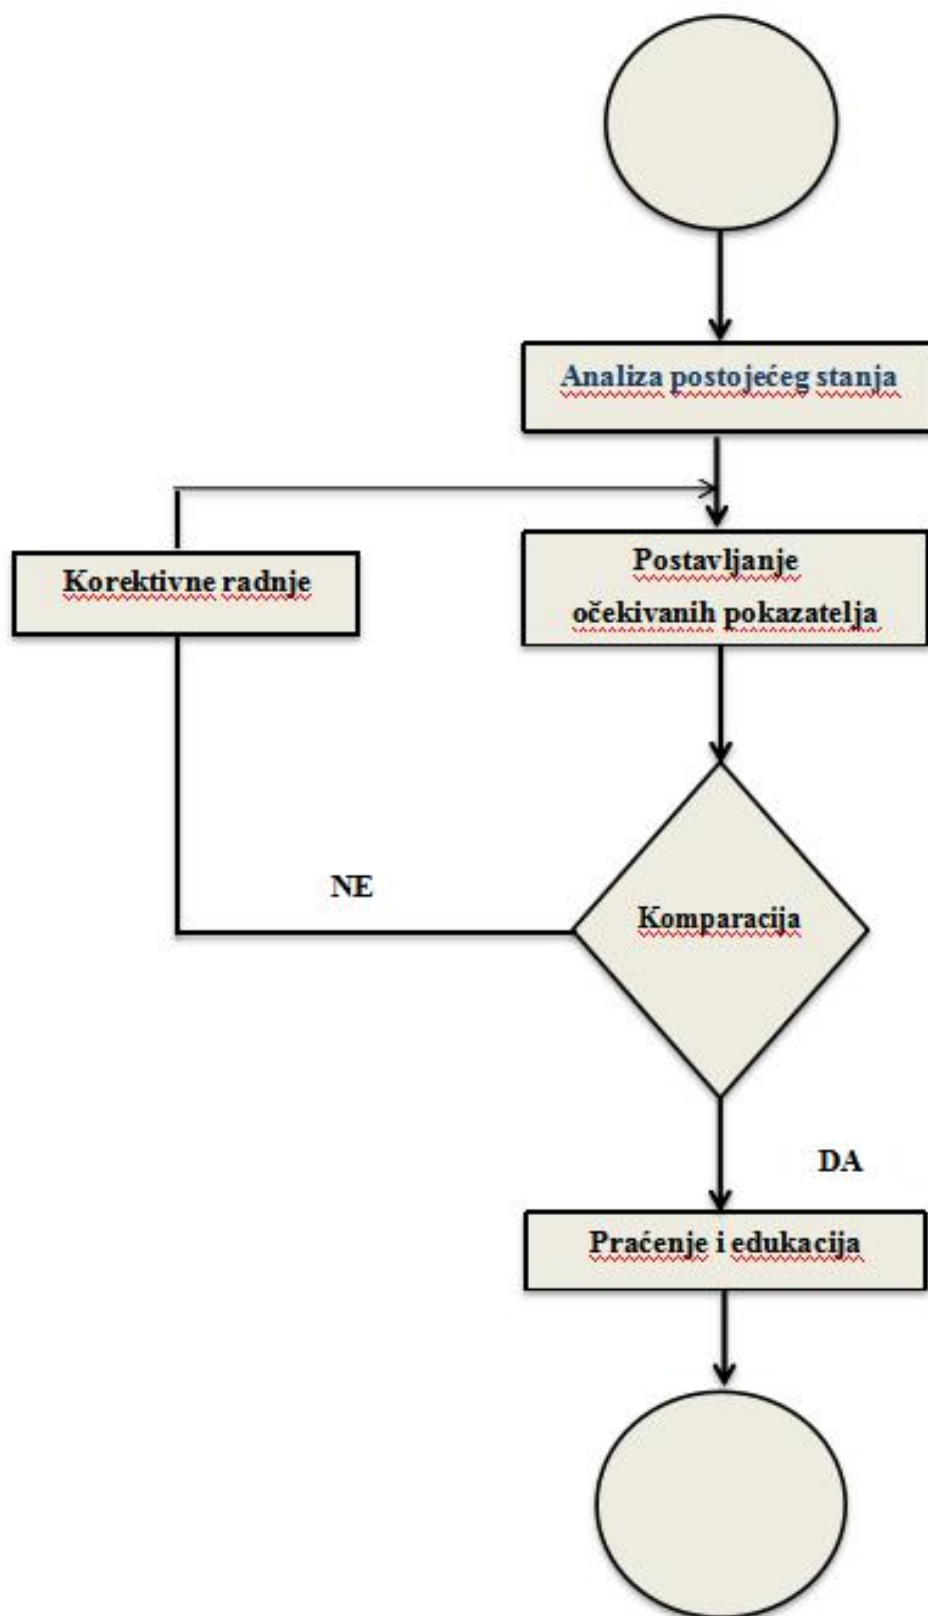 Analiza postojećeg stanja
Korektivne radnje
Postavljanje
očekivanih pokazatelja
NE
Komparacija
DA
Praćenje i edukacija